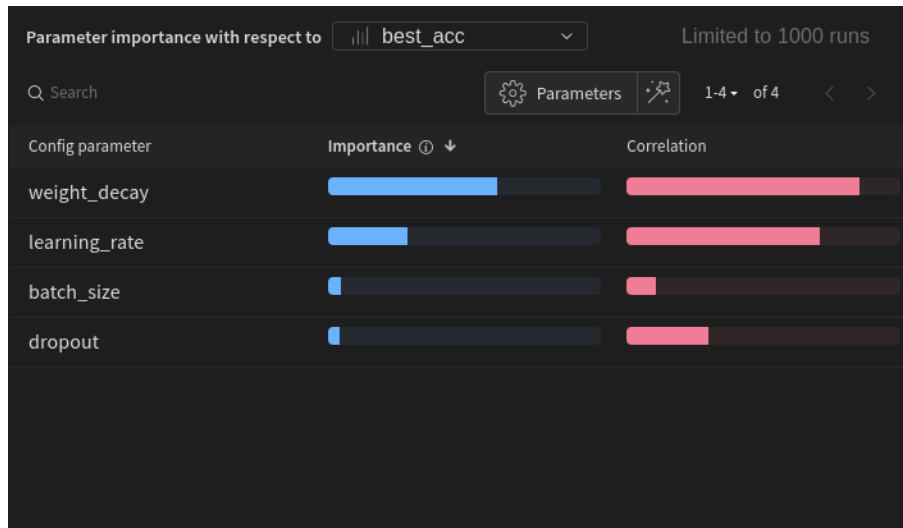 Parameter importance with respect to best_acc Limited to 1000 runs
Search Parameters 1-4 of 4
Config parameter Importance Correlation
weight_decay
learning_rate
batch_size
dropout